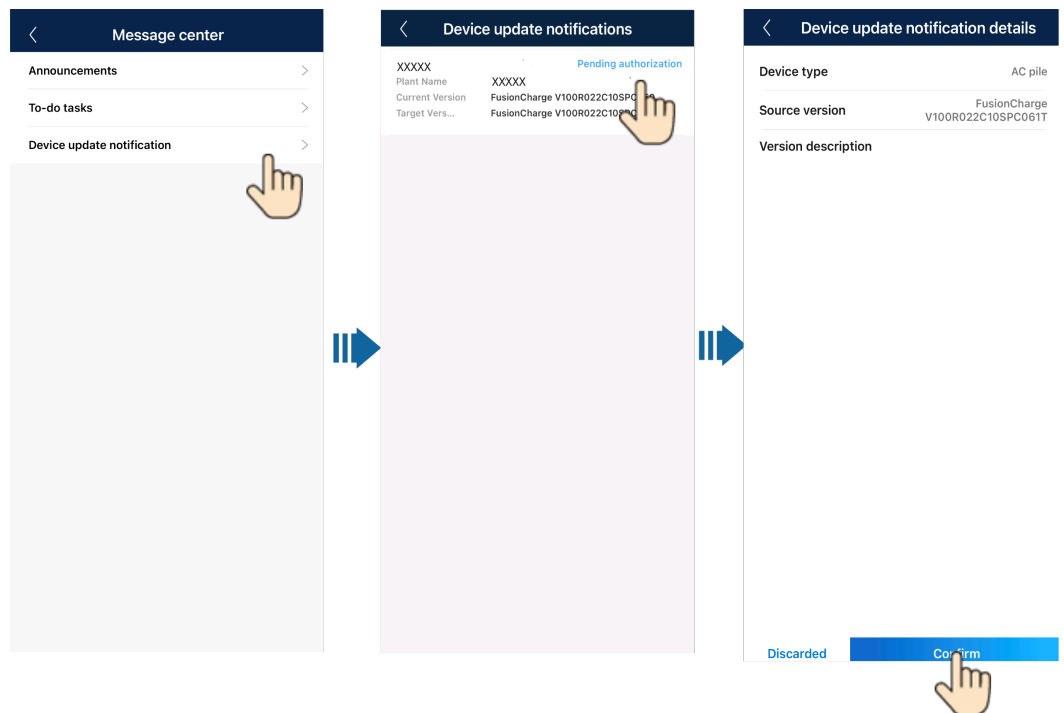 Message center
Announcements
To-do tasks
Device update notification
Device update notifications
XXXXX
Pending authorization
Plant Name XXXXX
Current Version FusionCharge
Target Vers... FusionCharge
Device update notification details
Device type AC pile
Source version FusionCharge
V100R022C10SPC061T
Version description
Discarded
Confirm